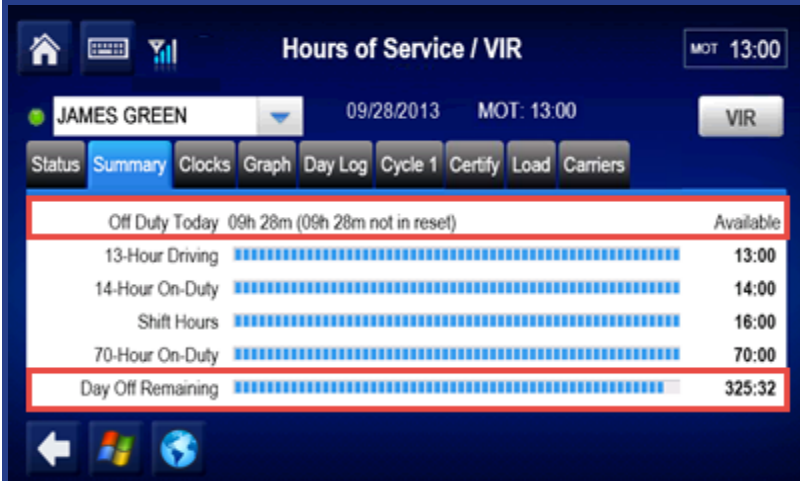 Hours of Service / VIR
MOT 13:00
JAMES GREEN 09/28/2013 MOT: 13:00 VIR
Status Summary Clocks Graph Day Log Cycle 1 Certify Load Carriers
Off Duty Today 09h 28m (09h 28m not in reset) Available
13-Hour Driving 13:00
14-Hour On-Duty 14:00
Shift Hours 16:00
70-Hour On-Duty 70:00
Day Off Remaining 325:32